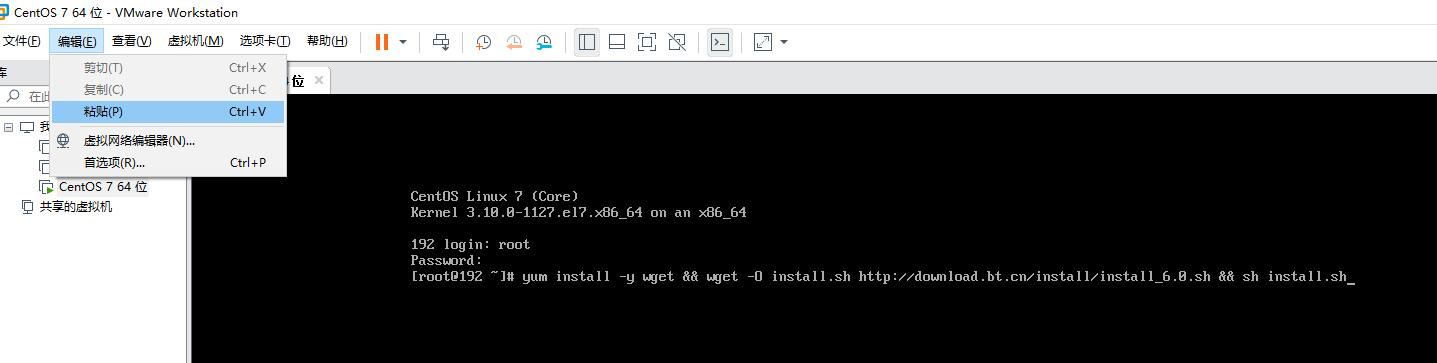 CentOS 7 64 位 - VMware Workstation
文件(F) 编辑(E) 查看(V) 虚拟机(M) 选项卡(T) 帮助(H)
剪切(T) Ctrl+X
库
复制(C) Ctrl+C
位
在此
粘贴(P) Ctrl+V
我
虚拟网络编辑器(N)...
首选项(R)... Ctrl+P
CentOS 7 64 位
共享的虚拟机
CentOS Linux 7 (Core)
Kernel 3.10.0-1127.el7.x86_64 on an x86_64
192 login: root
Password:
[root@192 ~]# yum install -y wget && wget -O install.sh http://download.bt.cn/install/install_6.0.sh && sh install.sh_